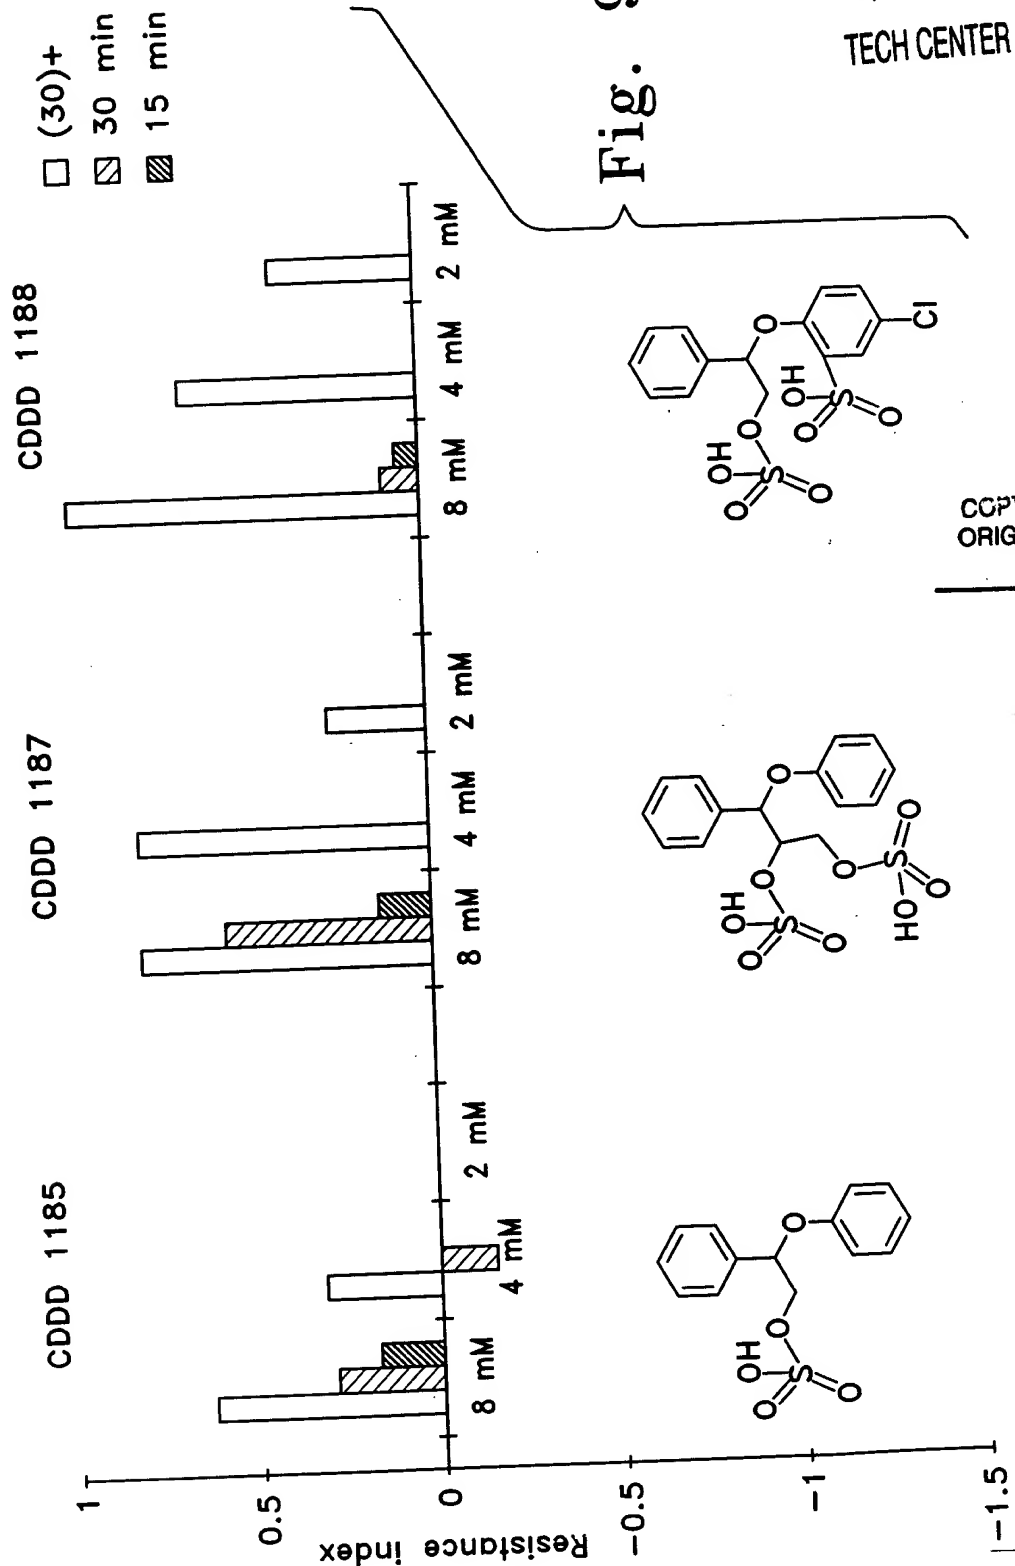 CDDD 1185
CDDD 1187
CDDD 1188
(30)+
30 min
15 min
Resistance index
1
0.5
0
-0.5
-1
-1.5
8 mM
4 mM
2 mM
8 mM
4 mM
2 mM
8 mM
4 mM
2 mM
OH
O
S
O
O
O
OH
O
S
O
O
O
O
S
O
O
HO
OH
O
S
O
O
O
OH
O
S
O
Cl
Fig.
TECH CENTER